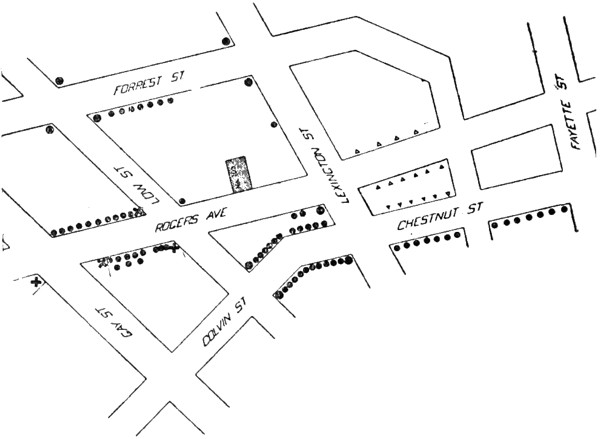 FORREST ST
FAYETTE ST
LOW ST
LEXINGTON ST
ROGERS AVE
CHESTNUT ST
GAY ST
COLVIN ST